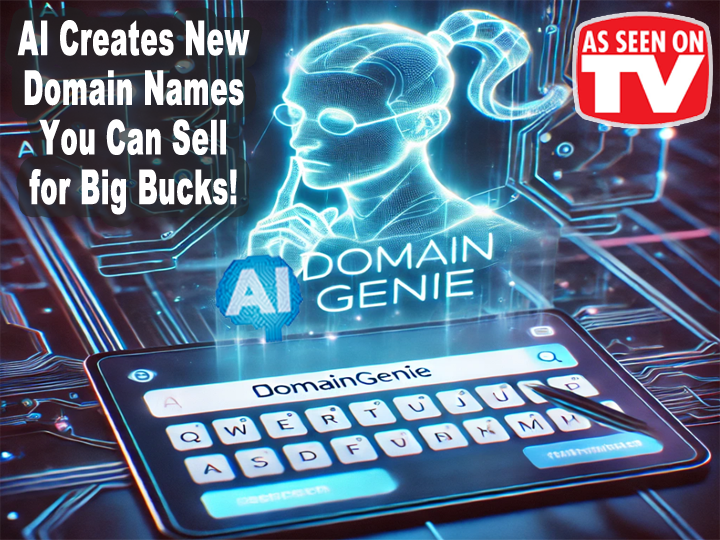 AI
AI Creates New
Domain Names
You Can Sell
for Big Bucks!
AS SEEN ON
TV
A
AI DOMAIN
GENIE
A DomainGenie
Q W E R T U J U P
A S D F N M H